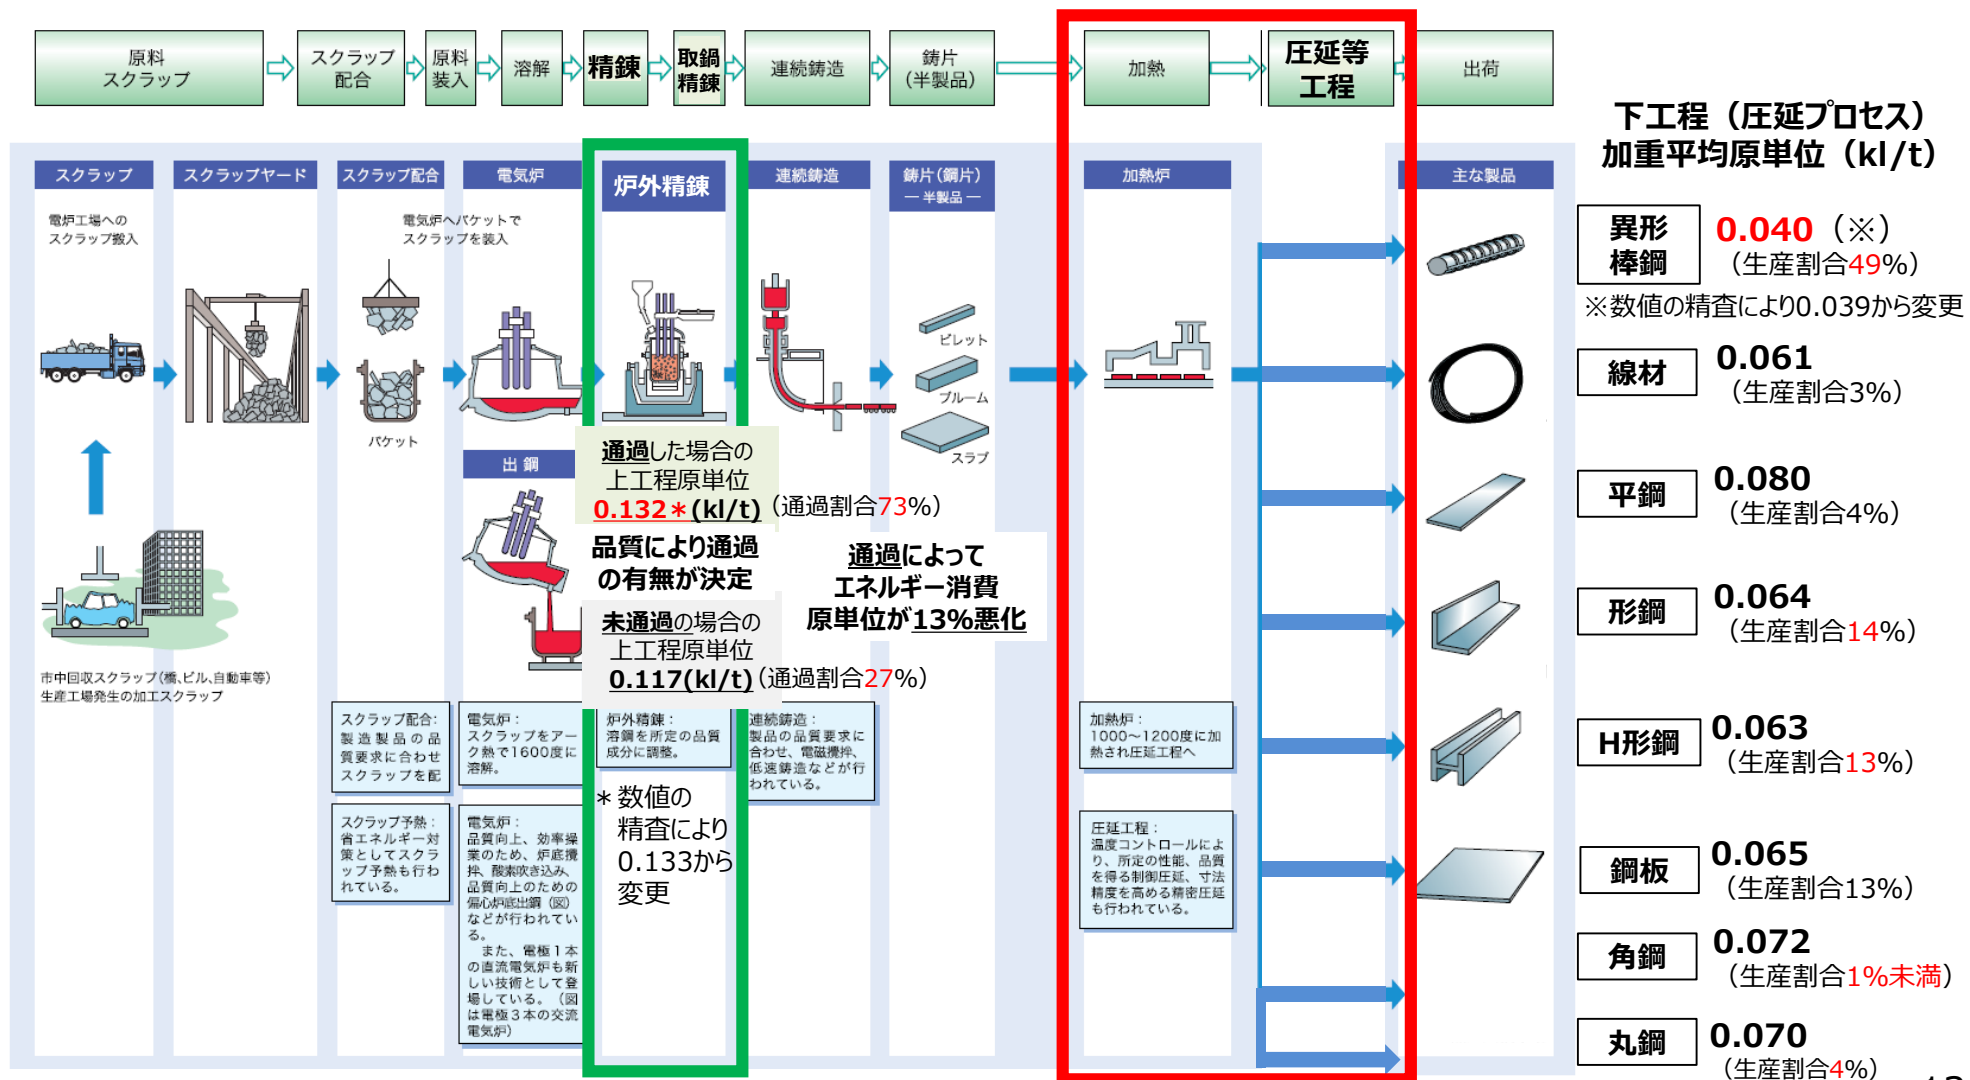 原料
スクラップ
スクラップ
配合
原料
装入
溶解
精錬
取鍋
精錬
連続鋳造
鋳片
(半製品)
加熱
圧延等
工程
出荷
下工程（圧延プロセス）
加重平均原単位（kl/t）
スクラップ
スクラップヤード
スクラップ配合
電気炉
炉外精錬
連続鋳造
鋳片(鋼片)
― 半製品 ―
加熱炉
主な製品
電炉工場への
スクラップ搬入
電気炉へバケットで
スクラップを装入
バケット
出 鋼
ビレット
ブルーム
スラブ
市中回収スクラップ(橋、ビル、自動車等)
生産工場発生の加工スクラップ
通過した場合の
上工程原単位
0.132＊(kl/t)（通過割合73%）
品質により通過
の有無が決定
通過によって
エネルギー消費
原単位が13%悪化
未通過の場合の
上工程原単位
0.117(kl/t)（通過割合27%）
スクラップ配合：
製造製品の品
質要求に合わせ
スクラップを配
スクラップ予熱：
省エネルギー対
策としてスクラ
ップ予熱も行わ
れている。
電気炉：
スクラップをアー
ク熱で1600度に
溶解。
電気炉：
品質向上、効率操
業のため、炉底攪
拌、酸素吹き込み、
品質向上のための
偏心炉底出鋼（図）
などが行われてい
る。
また、電極１本
の直流電気炉も新
しい技術として登
場している。（図
は電極３本の交流
電気炉）
炉外精錬：
溶鋼を所定の品質
成分に調整。
＊数値の
精査により
0.133から
変更
連続鋳造：
製品の品質要求に
合わせ、電磁攪拌、
低速鋳造などが行
われている。
加熱炉：
1000～1200度に加
熱され圧延工程へ
圧延工程：
温度コントロールによ
り、所定の性能、品質
を得る制御圧延、寸法
精度を高める精密圧延
も行われている。
異形
棒鋼
0.040（※）
（生産割合49%）
※数値の精査により0.039から変更
線材
0.061
（生産割合3%）
平鋼
0.080
（生産割合4%）
形鋼
0.064
（生産割合14%）
H形鋼
0.063
（生産割合13%）
鋼板
0.065
（生産割合13%）
角鋼
0.072
（生産割合1%未満）
丸鋼
0.070
（生産割合4%）